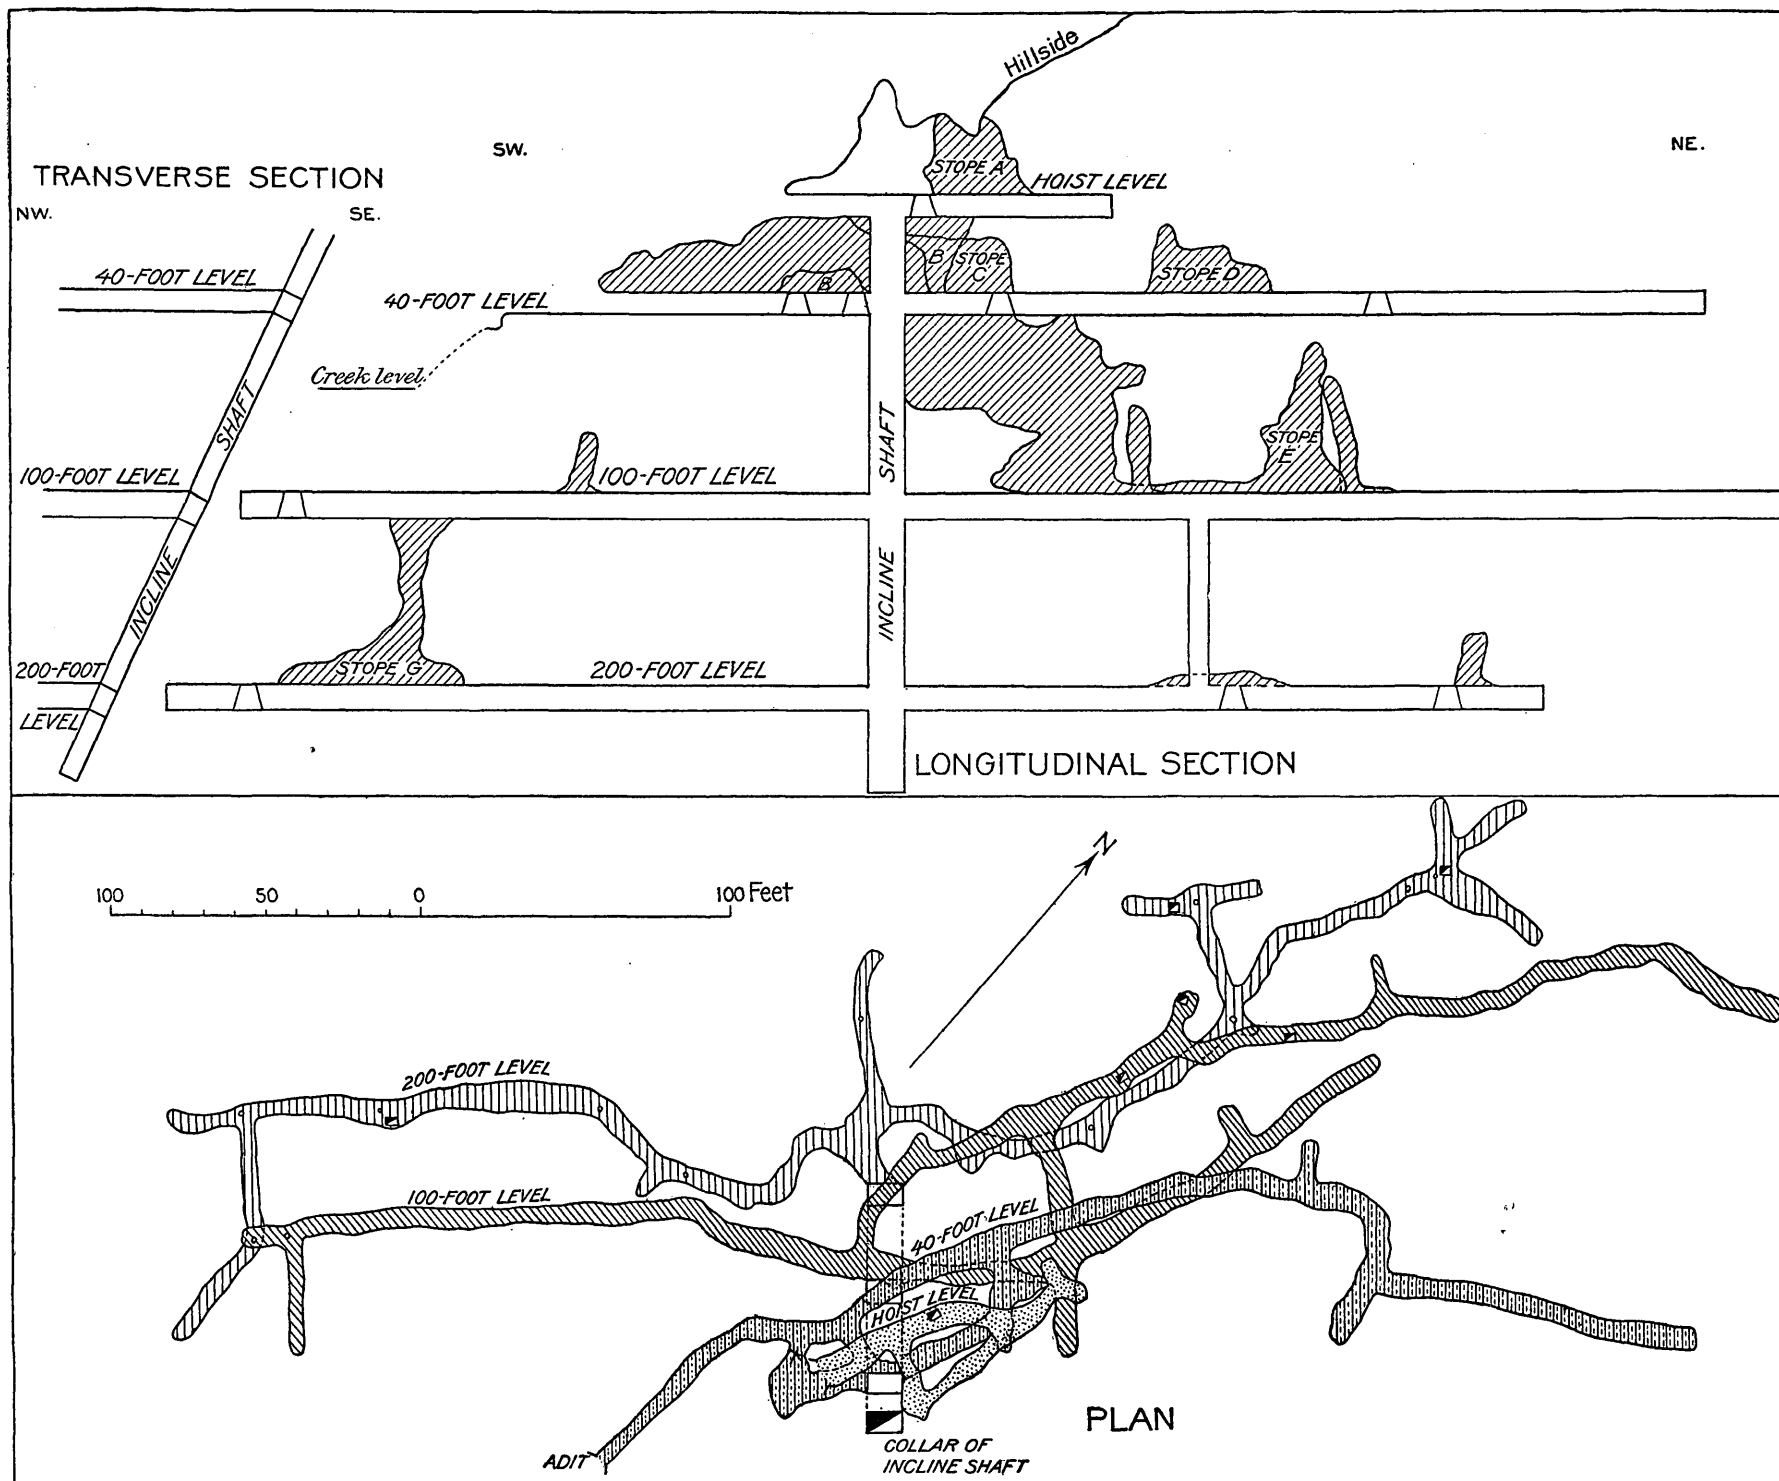 Hillside
SW.
NE.
TRANSVERSE SECTION
NW.
SE.
STOPE A
HOIST LEVEL
40-FOOT LEVEL
40-FOOT LEVEL
B
B
STOPE
C
STOPE D
Creek level
SHAFT
SHAFT
STOPE
E
100-FOOT LEVEL
100-FOOT LEVEL
INCLINE
INCLINE
200-FOOT
LEVEL
STOPE G
200-FOOT LEVEL
LONGITUDINAL SECTION
100 50 0 100 Feet
N
200-FOOT LEVEL
100-FOOT LEVEL
40-FOOT LEVEL
HOIST LEVEL
PLAN
ADIT
COLLAR OF
INCLINE SHAFT